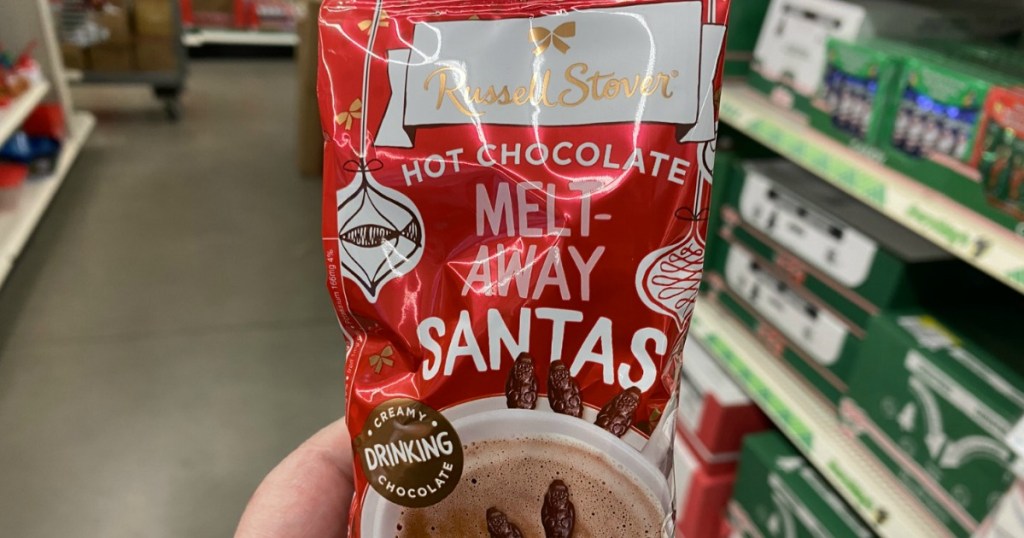 Russell Stover®
HOT CHOCOLATE
MELT-
AWAY
SANTAS
CREAMY
DRINKING
CHOCOLATE